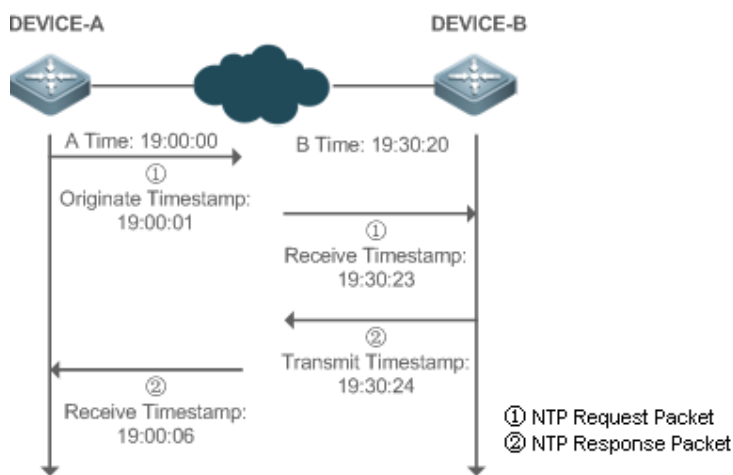 DEVICE-A
DEVICE-B
A Time: 19:00:00
B Time: 19:30:20
①
Originate Timestamp:
19:00:01
①
Receive Timestamp:
19:30:23
②
Transmit Timestamp:
19:30:24
②
Receive Timestamp:
19:00:06
① NTP Request Packet
② NTP Response Packet